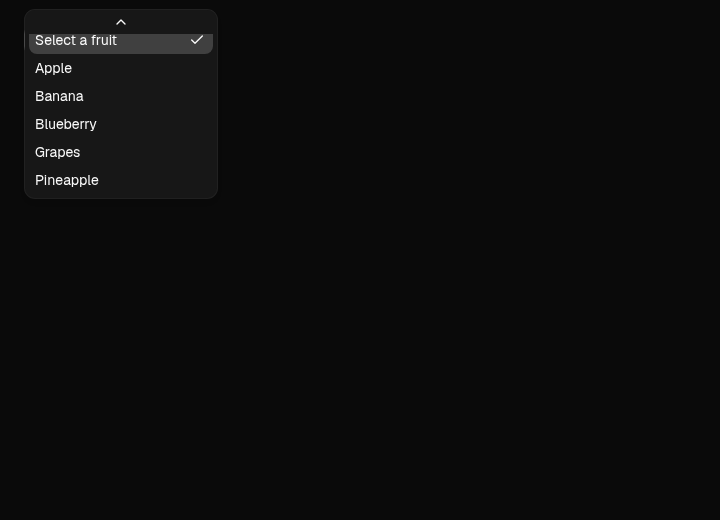 Select a fruit
Apple
Banana
Blueberry
Grapes
Pineapple